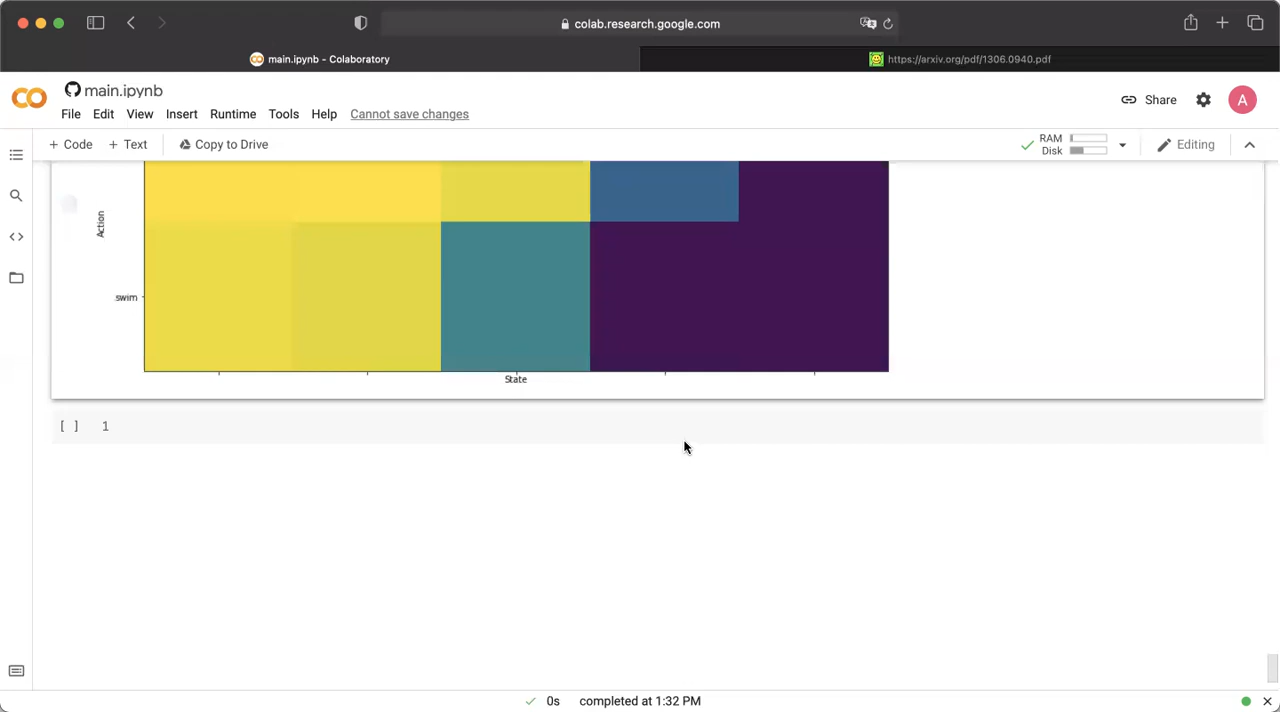 colab.research.google.com
main.ipynb - Colaboratory
https://arxiv.org/pdf/1306.0940.pdf
main.ipynb
Share
A
File Edit View Insert Runtime Tools Help Cannot save changes
+ Code + Text Copy to Drive
RAM
Disk
Editing
Action
swim
State
[ ] 1
0s completed at 1:32 PM